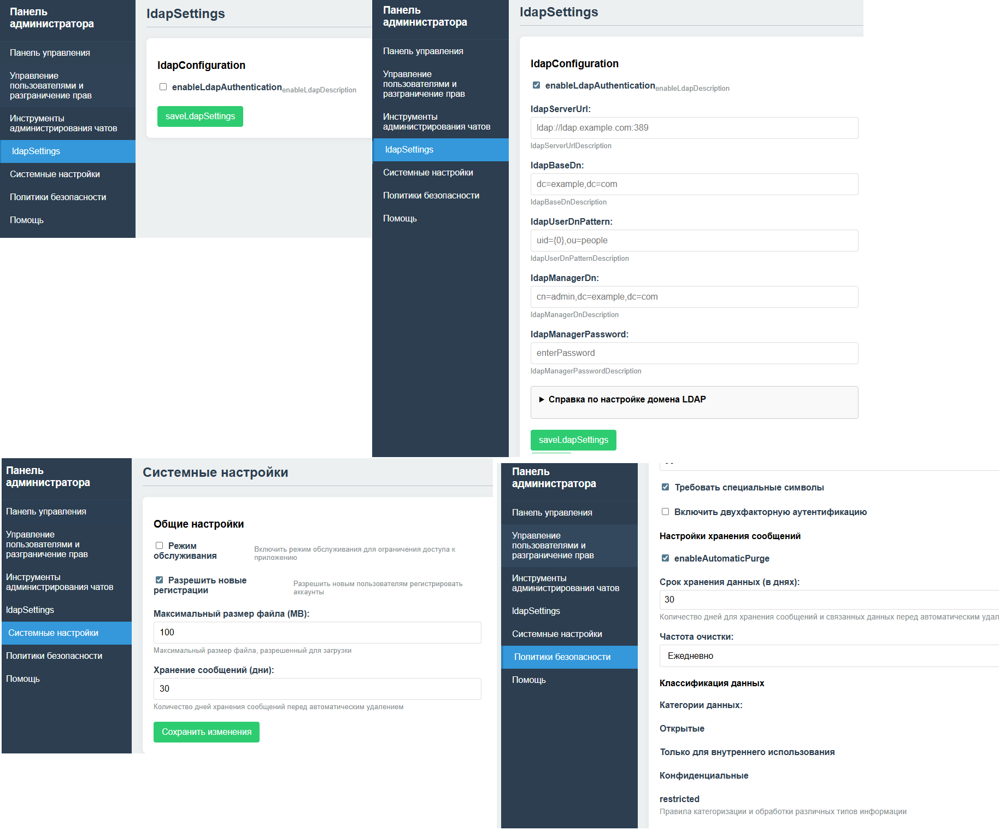 Панель
администратора
Панель управления
Управление
пользователями и
разграничение прав
Инструменты
администрирования чатов
ldapSettings
Системные настройки
Политики безопасности
Помощь
ldapSettings
ldapConfiguration
enableLdapAuthentication enableLdapDescription
saveLdapSettings
Панель
администратора
Панель управления
Управление
пользователями и
разграничение прав
Инструменты
администрирования чатов
ldapSettings
Системные настройки
Политики безопасности
Помощь
ldapSettings
ldapConfiguration
enableLdapAuthentication enableLdapDescription
ldapServerUrl:
ldap://ldap.example.com:389
ldapServerUrlDescription
ldapBaseDn:
dc=example,dc=com
ldapBaseDnDescription
ldapUserDnPattern:
uid={0},ou=people
ldapUserDnPatternDescription
ldapManagerDn:
cn=admin,dc=example,dc=com
ldapManagerDnDescription
ldapManagerPassword:
enterPassword
ldapManagerPasswordDescription
Справка по настройке домена LDAP
saveLdapSettings
Панель
администратора
Панель управления
Управление
пользователями и
разграничение прав
Инструменты
администрирования чатов
ldapSettings
Системные настройки
Политики безопасности
Помощь
Системные настройки
Общие настройки
Режим
обслуживания
Включить режим обслуживания для ограничения доступа к
приложению
Разрешить новые
регистрации
Разрешить новым пользователям регистрировать
аккаунты
Максимальный размер файла (MB):
100
Максимальный размер файла, разрешенный для загрузки
Хранение сообщений (дни):
30
Количество дней хранения сообщений перед автоматическим удалением
Сохранить изменения
Панель
администратора
Панель управления
Управление
пользователями и
разграничение прав
Инструменты
администрирования чатов
ldapSettings
Системные настройки
Политики безопасности
Помощь
Требовать специальные символы
Включить двухфакторную аутентификацию
Настройки хранения сообщений
enableAutomaticPurge
Срок хранения данных (в днях):
30
Количество дней для хранения сообщений и связанных данных перед автоматическим удал
Частота очистки:
Ежедневно
Классификация данных
Категории данных:
Открытые
Только для внутреннего использования
Конфиденциальные
restricted
Правила категоризации и обработки различных типов информации